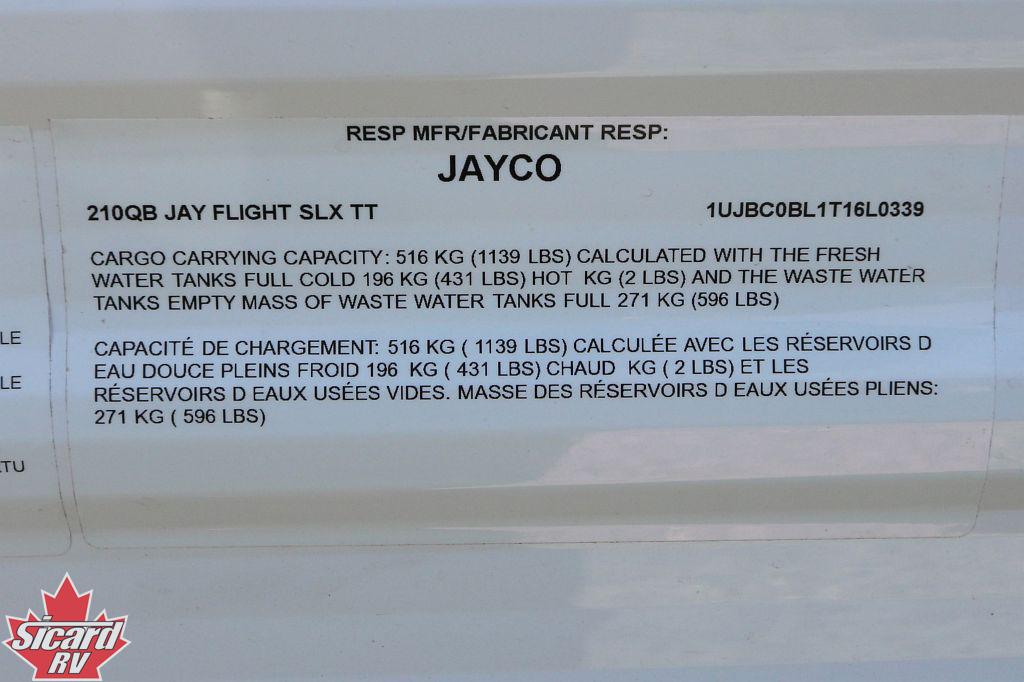 RESP MFR/FABRICANT RESP:
JAYCO
210QB JAY FLIGHT SLX TT 1UJBC0BL1T16L0339
CARGO CARRYING CAPACITY: 516 KG (1139 LBS) CALCULATED WITH THE FRESH
WATER TANKS FULL COLD 196 KG (431 LBS) HOT KG (2 LBS) AND THE WASTE WATER
TANKS EMPTY MASS OF WASTE WATER TANKS FULL 271 KG (596 LBS)
CAPACITÉ DE CHARGEMENT: 516 KG ( 1139 LBS) CALCULÉE AVEC LES RÉSERVOIRS D
EAU DOUCE PLEINS FROID 196 KG ( 431 LBS) CHAUD KG ( 2 LBS) ET LES
RÉSERVOIRS D EAUX USÉES VIDES. MASSE DES RÉSERVOIRS D EAUX USÉES PLIENS:
271 KG ( 596 LBS)
LE
LE
TU
Sicard
RV